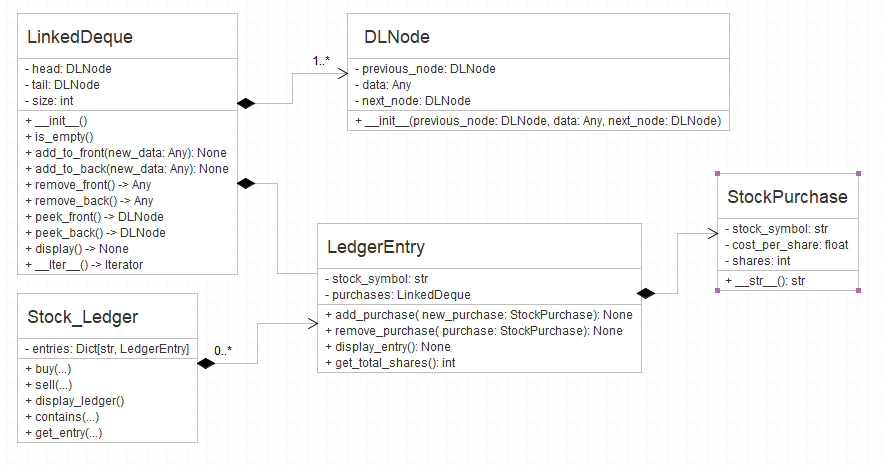 LinkedDeque
- head: DLNode
- tail: DLNode
- size: int
+ __init__()
+ is_empty()
+ add_to_front(new_data: Any): None
+ add_to_back(new_data: Any): None
+ remove_front() -> Any
+ remove_back() -> Any
+ peek_front() -> DLNode
+ peek_back() -> DLNode
+ display() -> None
+ __Iter__() -> Iterator
1..*
DLNode
- previous_node: DLNode
- data: Any
- next_node: DLNode
+ __init__(previous_node: DLNode, data: Any, next_node: DLNode)
StockPurchase
- stock_symbol: str
- cost_per_share: float
- shares: int
+ __str__(): str
LedgerEntry
- stock_symbol: str
- purchases: LinkedDeque
+ add_purchase( new_purchase: StockPurchase): None
+ remove_purchase( purchase: StockPurchase): None
+ display_entry(): None
+ get_total_shares(): int
Stock_Ledger
- entries: Dict[str, LedgerEntry]
+ buy(...)
+ sell(...)
+ display_ledger()
+ contains(...)
+ get_entry(...)
0..*